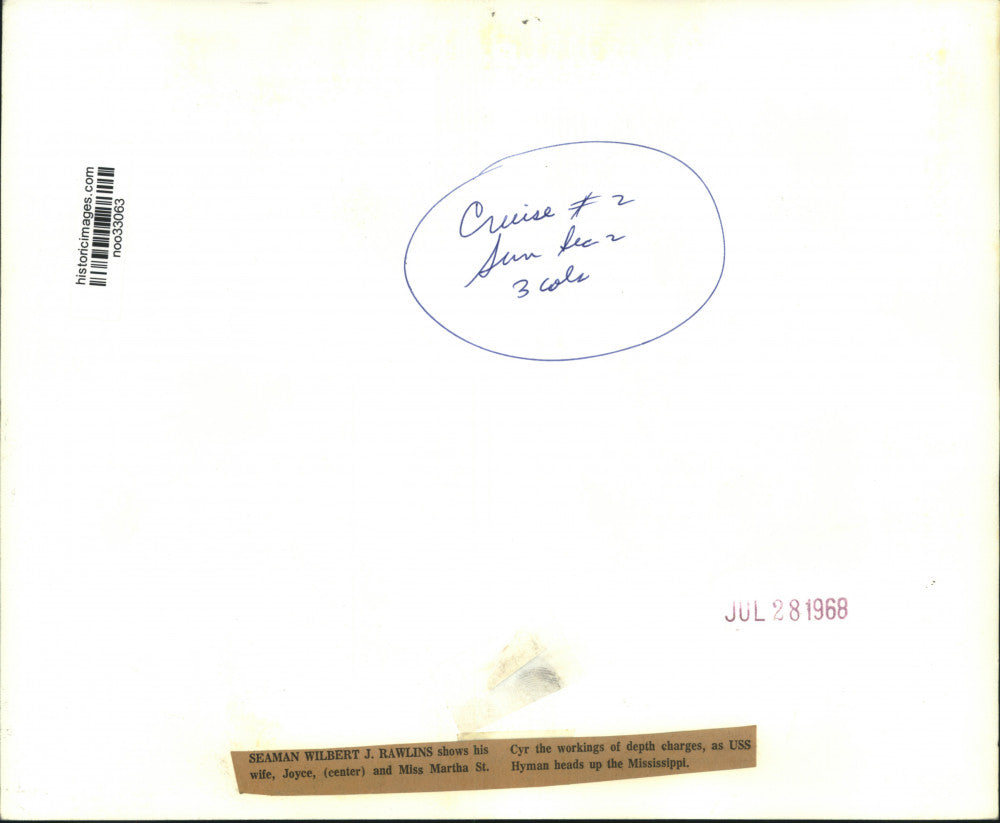 historicimages.com
noo33063
Cruise # 2
Sun Sec 2
3 cols
JUL 28 1968
SEAMAN WILBERT J. RAWLINS shows his
wife, Joyce, (center) and Miss Martha St.
Cyr the workings of depth charges, as USS
Hyman heads up the Mississippi.